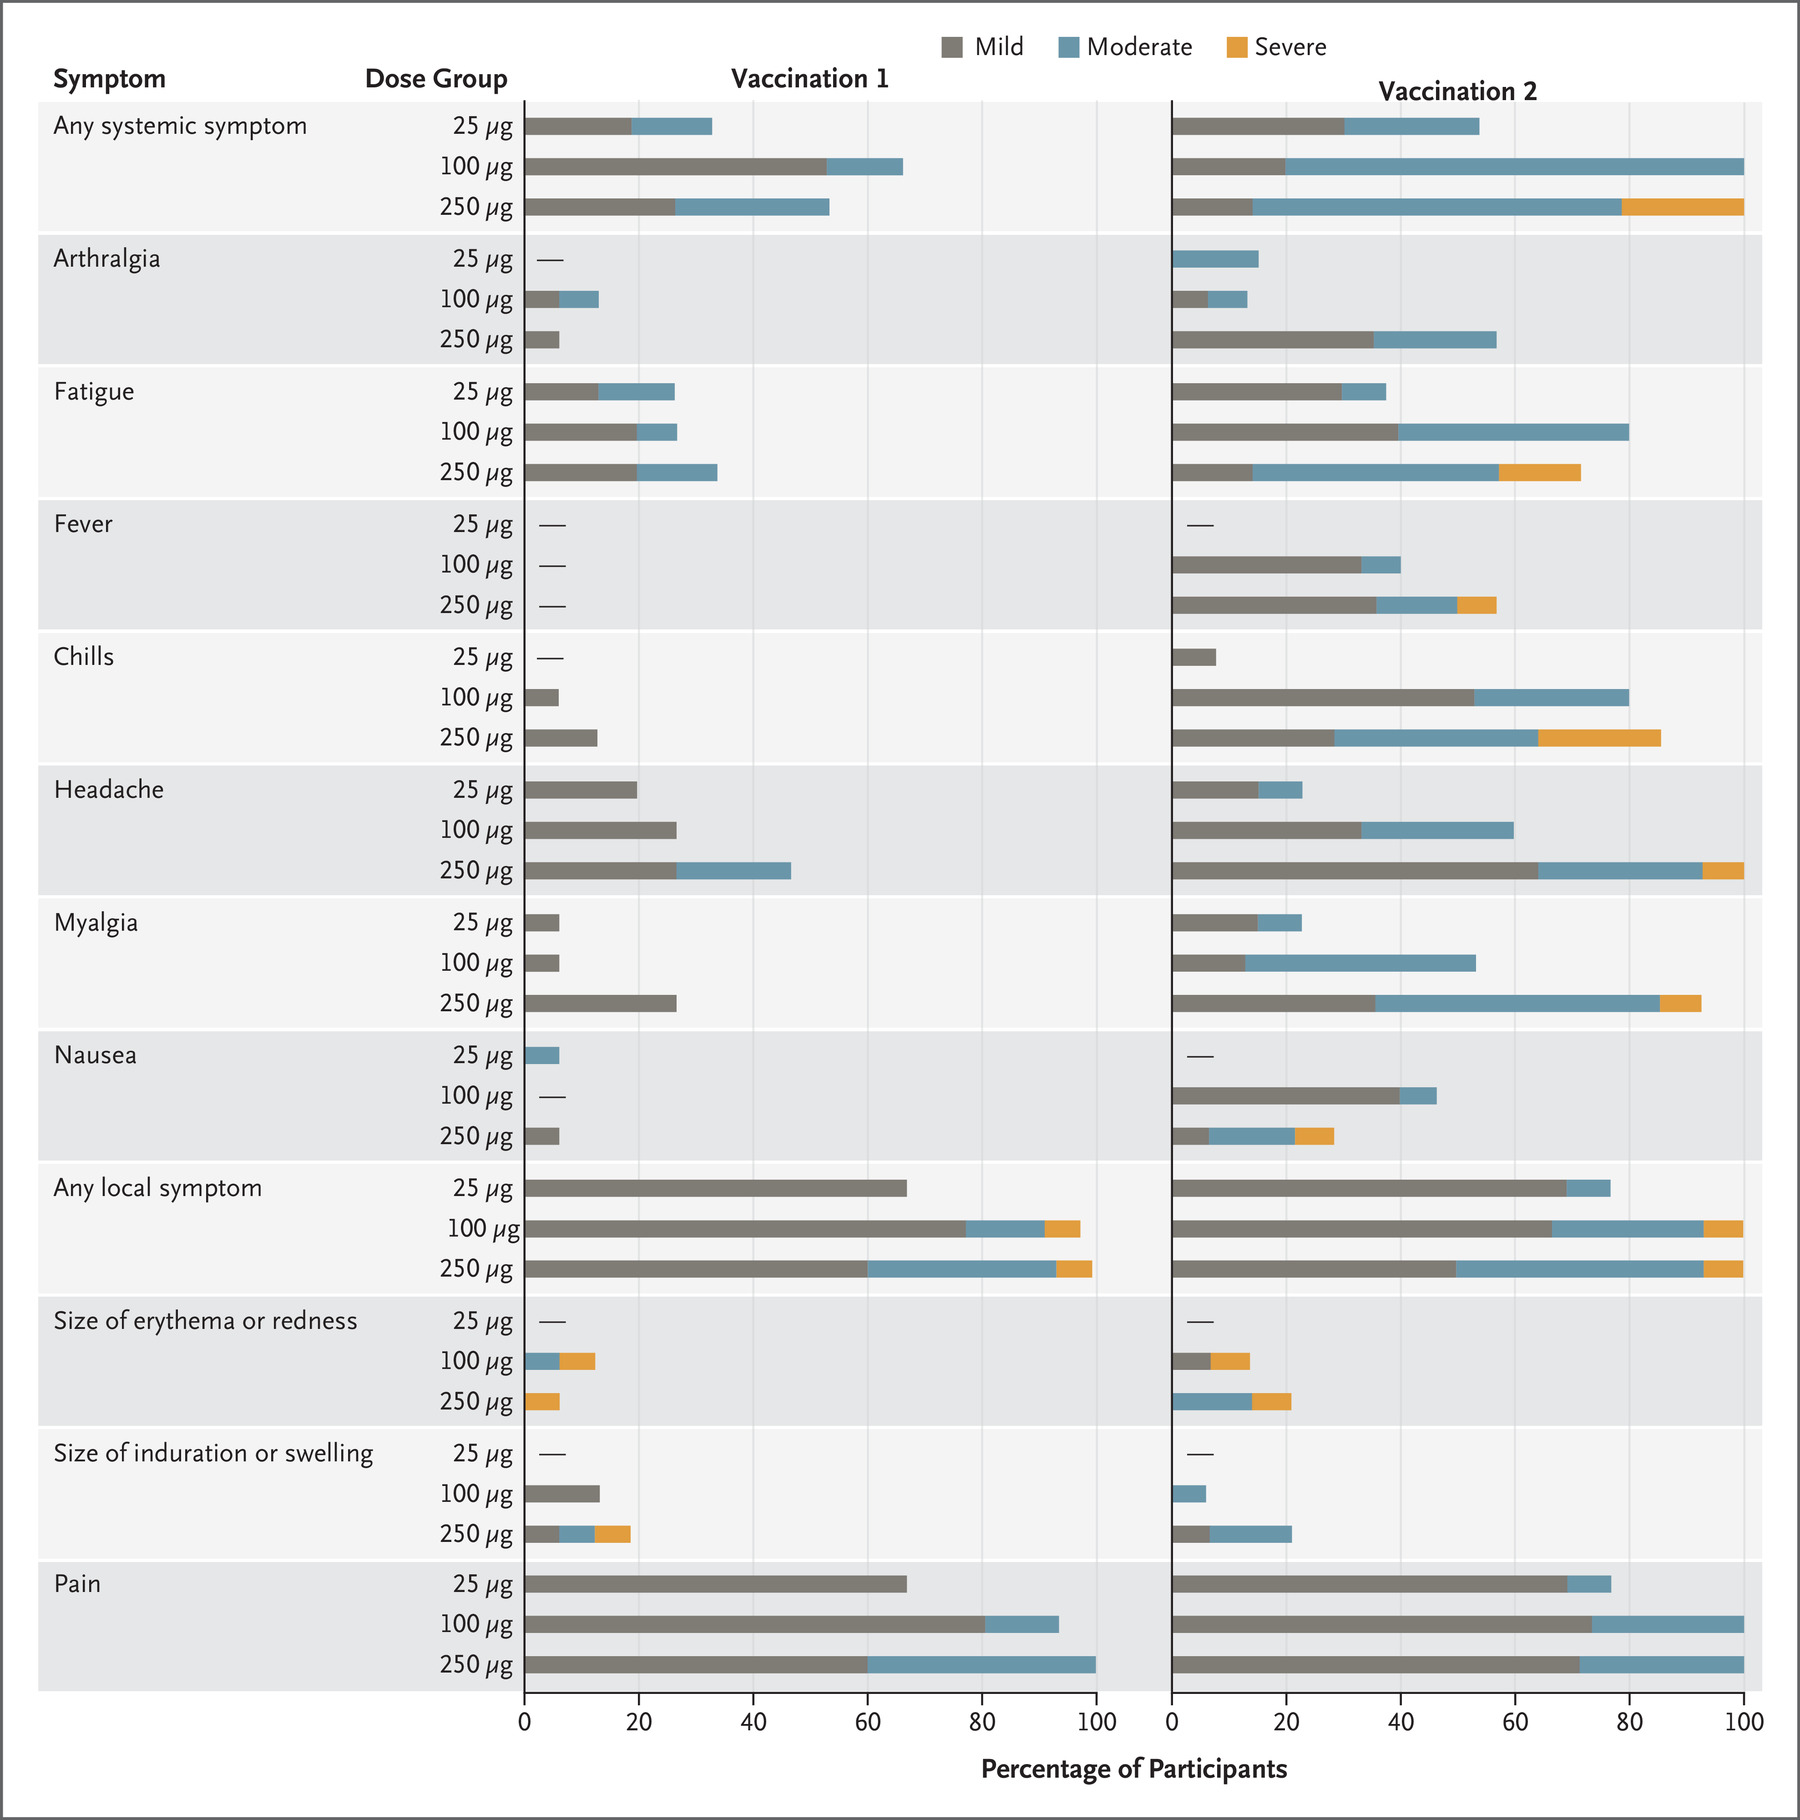 Mild Moderate Severe
Symptom Dose Group Vaccination 1 Vaccination 2
Any systemic symptom 25 µg
100 µg
250 µg
Arthralgia 25 µg —
100 µg
250 µg
Fatigue 25 µg
100 µg
250 µg
Fever 25 µg — —
100 µg —
250 µg —
Chills 25 µg —
100 µg
250 µg
Headache 25 µg
100 µg
250 µg
Myalgia 25 µg
100 µg
250 µg
Nausea 25 µg —
100 µg —
250 µg
Any local symptom 25 µg
100 µg
250 µg
Size of erythema or redness 25 µg — —
100 µg
250 µg
Size of induration or swelling 25 µg — —
100 µg
250 µg
Pain 25 µg
100 µg
250 µg
0 20 40 60 80 100 0 20 40 60 80 100
Percentage of Participants